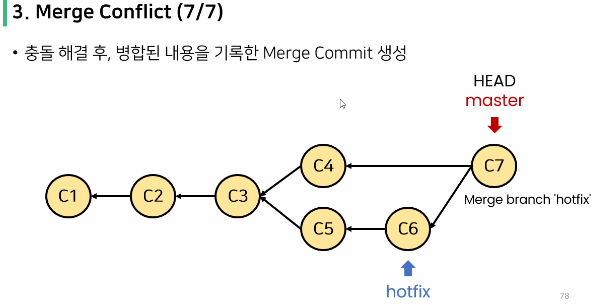 3. Merge Conflict (7/7)
• 충돌 해결 후, 병합된 내용을 기록한 Merge Commit 생성
HEAD
master
C4
C7
Merge branch 'hotfix'
C1
C2
C3
C5
C6
hotfix
78